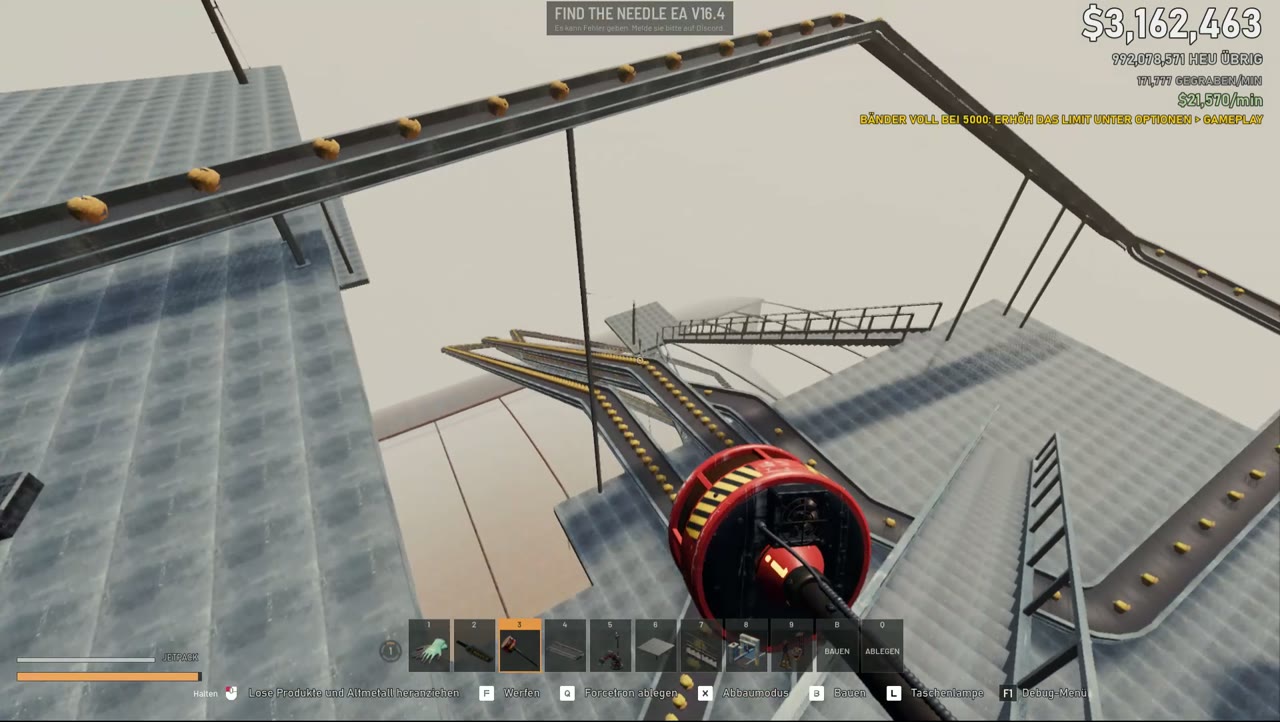 FIND THE NEEDLE EA V16.4
Es kann Fehler geben. Melde sie bitte auf Discord.
$3,162,463
992,078,571 HEU ÜBRIG
171,777 GEGRABEN/MIN
$21,570/min
BÄNDER VOLL BEI 5000: ERHÖH DAS LIMIT UNTER OPTIONEN > GAMEPLAY
JETPACK
1
1 2 3 4 5 6 7 8 9 B 0
BAUEN ABLEGEN
Halten Lose Produkte und Altmetall heranziehen F Werfen Q Forcetron ablegen X Abbaumodus B Bauen L Taschenlampe F1 Debug-Menü